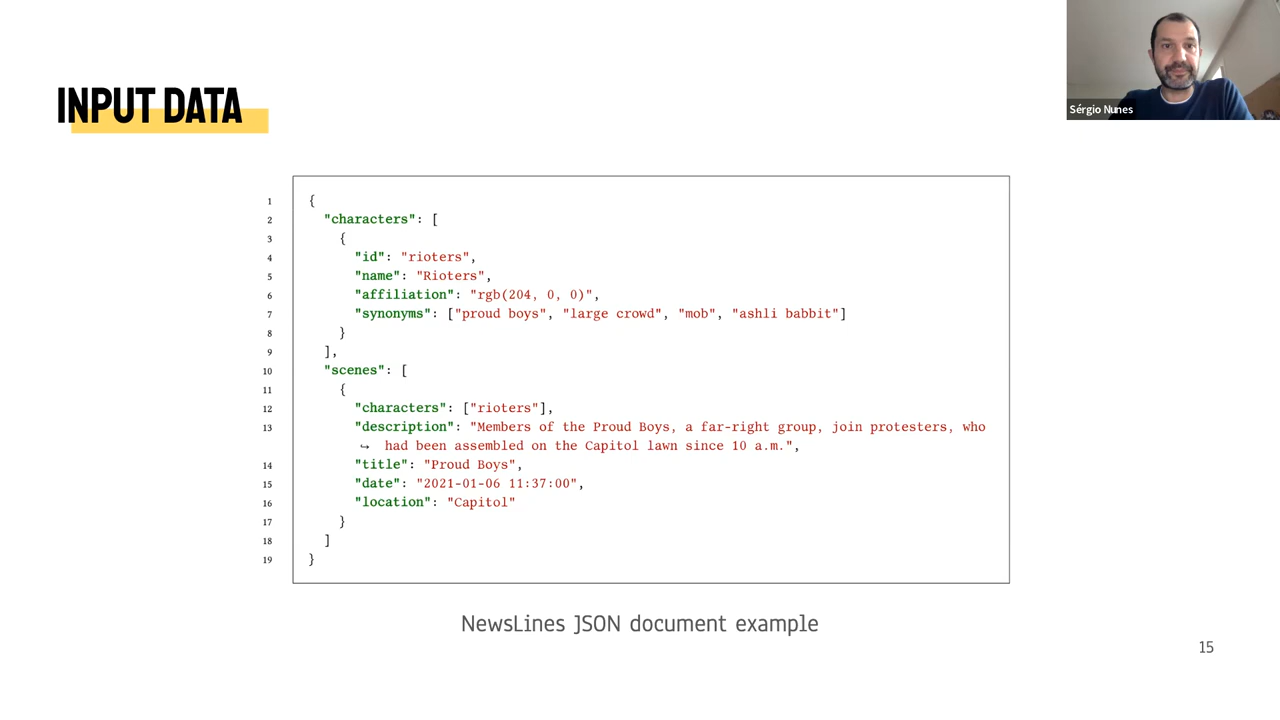 INPUT DATA
Sérgio Nunes
1 {
2 "characters": [
3 {
4 "id": "rioters",
5 "name": "Rioters",
6 "affiliation": "rgb(204, 0, 0)",
7 "synonyms": ["proud boys", "large crowd", "mob", "ashli babbit"]
8 }
9 ],
10 "scenes": [
11 {
12 "characters": ["rioters"],
13 "description": "Members of the Proud Boys, a far-right group, join protesters, who
↪ had been assembled on the Capitol lawn since 10 a.m.",
14 "title": "Proud Boys",
15 "date": "2021-01-06 11:37:00",
16 "location": "Capitol"
17 }
18 ]
19 }
NewsLines JSON document example
15